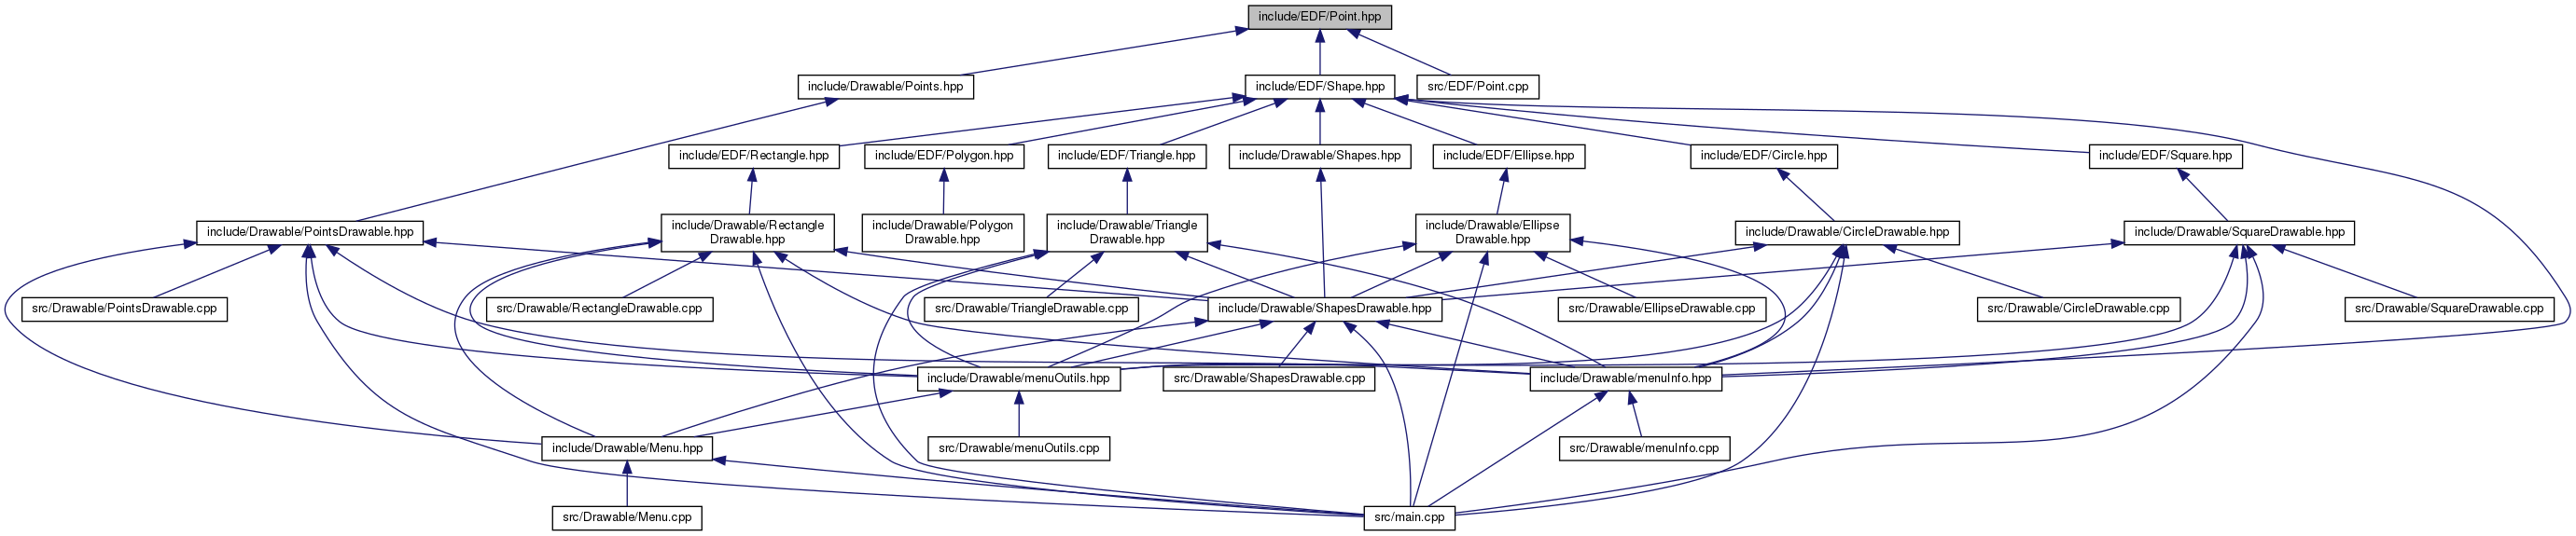 include/EDF/Point.hpp
include/Drawable/Points.hpp
include/EDF/Shape.hpp
src/EDF/Point.cpp
include/EDF/Rectangle.hpp
include/EDF/Polygon.hpp
include/EDF/Triangle.hpp
include/Drawable/Shapes.hpp
include/EDF/Ellipse.hpp
include/EDF/Circle.hpp
include/EDF/Square.hpp
include/Drawable/PointsDrawable.hpp
include/Drawable/Rectangle
Drawable.hpp
include/Drawable/Polygon
Drawable.hpp
include/Drawable/Triangle
Drawable.hpp
include/Drawable/Ellipse
Drawable.hpp
include/Drawable/CircleDrawable.hpp
include/Drawable/SquareDrawable.hpp
src/Drawable/PointsDrawable.cpp
src/Drawable/RectangleDrawable.cpp
src/Drawable/TriangleDrawable.cpp
include/Drawable/ShapesDrawable.hpp
src/Drawable/EllipseDrawable.cpp
src/Drawable/CircleDrawable.cpp
src/Drawable/SquareDrawable.cpp
include/Drawable/menuOutils.hpp
src/Drawable/ShapesDrawable.cpp
include/Drawable/menuInfo.hpp
include/Drawable/Menu.hpp
src/Drawable/menuOutils.cpp
src/Drawable/menuInfo.cpp
src/Drawable/Menu.cpp
src/main.cpp